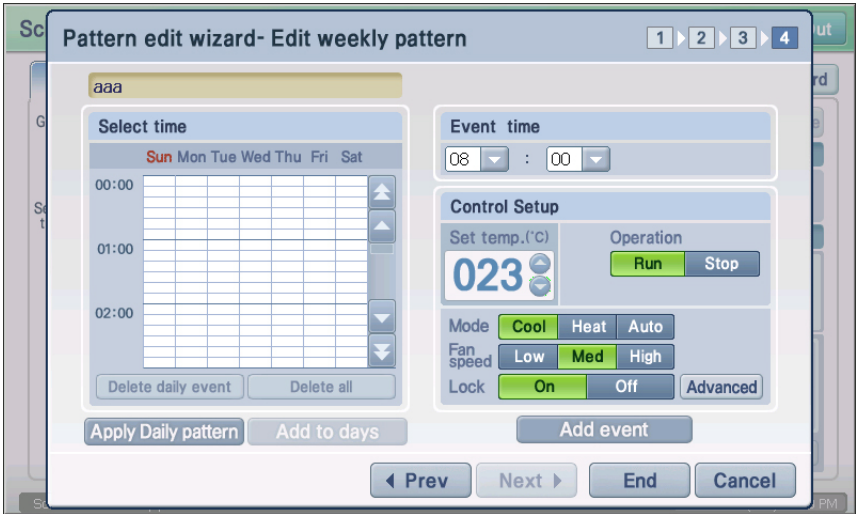 Pattern edit wizard- Edit weekly pattern
1 2 3 4
aaa
Select time
Sun Mon Tue Wed Thu Fri Sat
00:00
01:00
02:00
Delete daily event Delete all
Apply Daily pattern Add to days
Event time
08 : 00
Control Setup
Set temp.(°C)
023
Operation
Run Stop
Mode Cool Heat Auto
Fan speed Low Med High
Lock On Off Advanced
Add event
Prev Next End Cancel